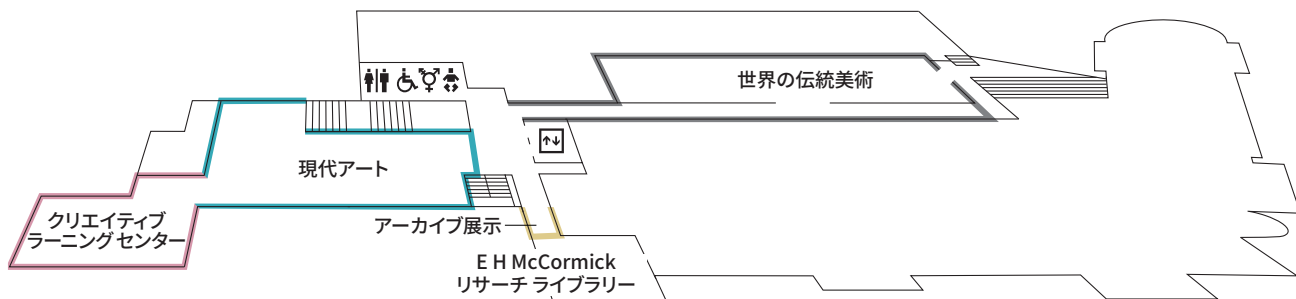 世界の伝統美術
現代アート
クリエイティブ
ラーニング センター
アーカイブ展示
E H McCormick
リサーチ ライブラリー